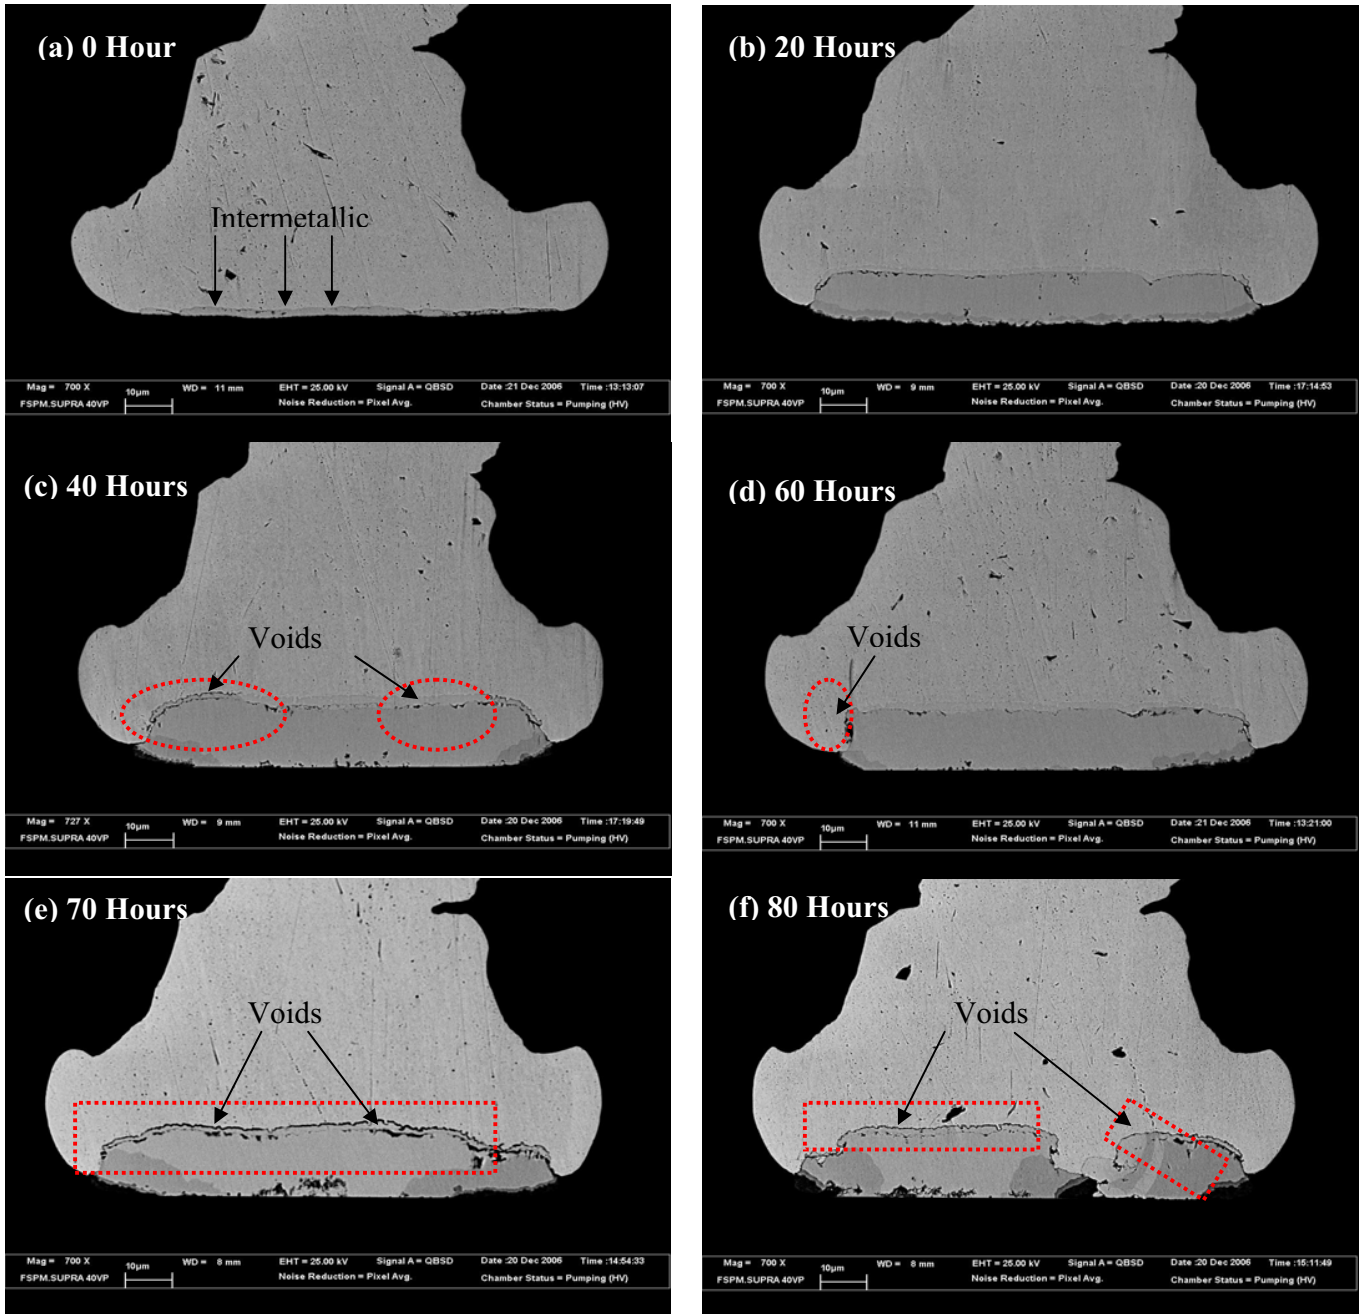 (a) 0 Hour
Intermetallic
Mag = 700 X
10µm
WD = 11 mm
EHT = 25.00 kV
Signal A = QBSD
Date :21 Dec 2006
Time :13:13:07
FSPM.SUPRA 40VP
Noise Reduction = Pixel Avg.
Chamber Status = Pumping (HV)
(b) 20 Hours
Mag = 700 X
10µm
WD = 9 mm
EHT = 25.00 kV
Signal A = QBSD
Date :20 Dec 2006
Time :17:14:53
FSPM.SUPRA 40VP
Noise Reduction = Pixel Avg.
Chamber Status = Pumping (HV)
(c) 40 Hours
Voids
Mag = 727 X
10µm
WD = 9 mm
EHT = 25.00 kV
Signal A = QBSD
Date :20 Dec 2006
Time :17:19:49
FSPM.SUPRA 40VP
Noise Reduction = Pixel Avg.
Chamber Status = Pumping (HV)
(d) 60 Hours
Voids
Mag = 700 X
10µm
WD = 11 mm
EHT = 25.00 kV
Signal A = QBSD
Date :21 Dec 2006
Time :13:21:00
FSPM.SUPRA 40VP
Noise Reduction = Pixel Avg.
Chamber Status = Pumping (HV)
(e) 70 Hours
Voids
Mag = 700 X
10µm
WD = 8 mm
EHT = 25.00 kV
Signal A = QBSD
Date :20 Dec 2006
Time :14:54:33
FSPM.SUPRA 40VP
Noise Reduction = Pixel Avg.
Chamber Status = Pumping (HV)
(f) 80 Hours
Voids
Mag = 700 X
10µm
WD = 8 mm
EHT = 25.00 kV
Signal A = QBSD
Date :20 Dec 2006
Time :15:11:49
FSPM.SUPRA 40VP
Noise Reduction = Pixel Avg.
Chamber Status = Pumping (HV)